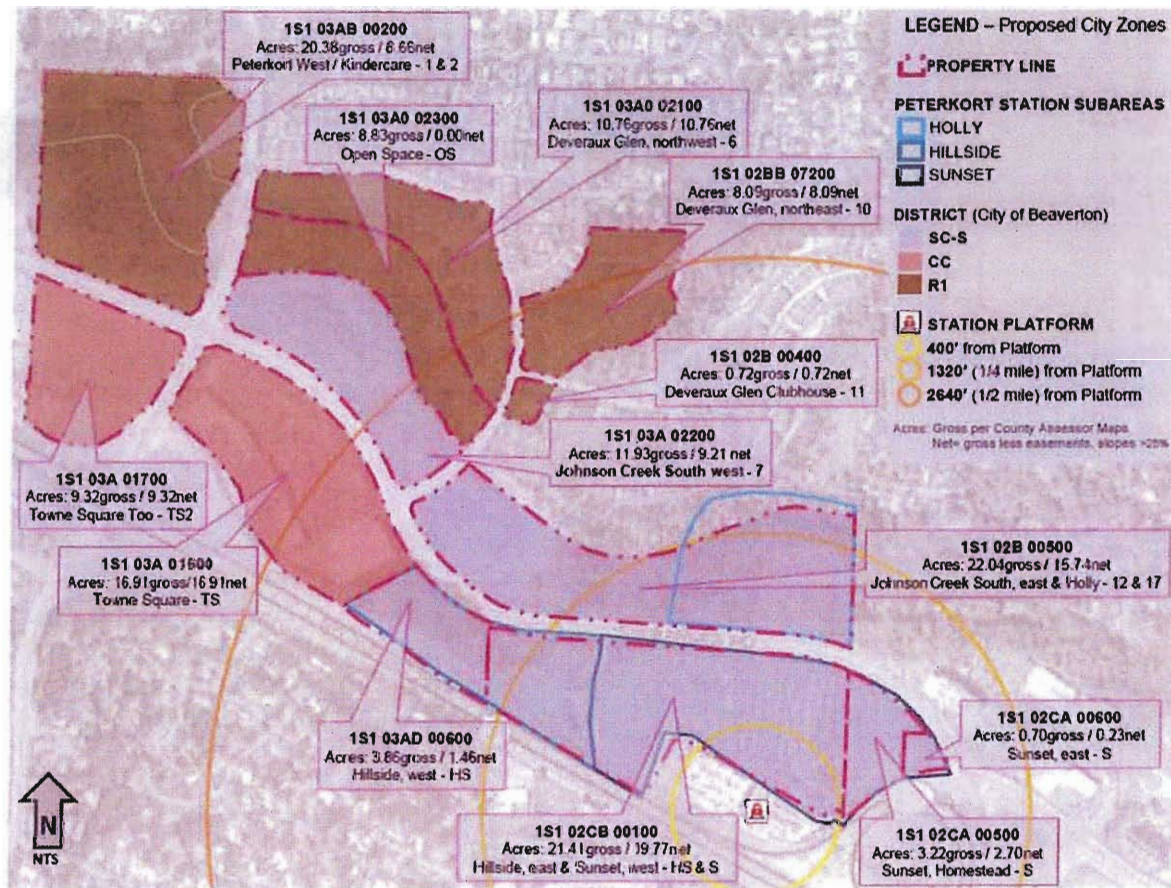 1S1 03AB 00200
Acres: 20.38gross / 6.66net
Peterkort West / Kindercare - 1 & 2
1S1 03A0 02300
Acres: 8.83gross / 0.00net
Open Space - OS
1S1 03A0 02100
Acres: 10.76gross / 10.76net
Deveraux Glen, northwest - 6
1S1 02BB 07200
Acres: 8.09gross / 8.09net
Deveraux Glen, northeast - 10
LEGEND – Proposed City Zones
PROPERTY LINE
PETERKORT STATION SUBAREAS
HOLLY
HILLSIDE
SUNSET
DISTRICT (City of Beaverton)
SC-S
CC
R1
STATION PLATFORM
400' from Platform
1320' (1/4 mile) from Platform
2640' (1/2 mile) from Platform
Acres: Gross per County Assessor Maps.
Net= gross less easements, slopes >25%
1S1 02B 00400
Acres: 0.72gross / 0.72net
Deveraux Glen Clubhouse - 11
1S1 03A 02200
Acres: 11.93gross / 9.21 net
Johnson Creek South west - 7
1S1 03A 01700
Acres: 9.32gross / 9.32net
Towne Square Too - TS2
1S1 03A 01600
Acres: 16.91gross/16.91net
Towne Square - TS
1S1 02B 00500
Acres: 22.04gross / 15.74net
Johnson Creek South, east & Holly - 12 & 17
1S1 03AD 00600
Acres: 3.86gross / 1.46net
Hillside, west - HS
1S1 02CA 00600
Acres: 0.70gross / 0.23net
Sunset, east - S
1S1 02CB 00100
Acres: 21.41gross / 19.77net
Hillside, east & Sunset, west - HS & S
1S1 02CA 00500
Acres: 3.22gross / 2.70net
Sunset, Homestead - S
N
NTS